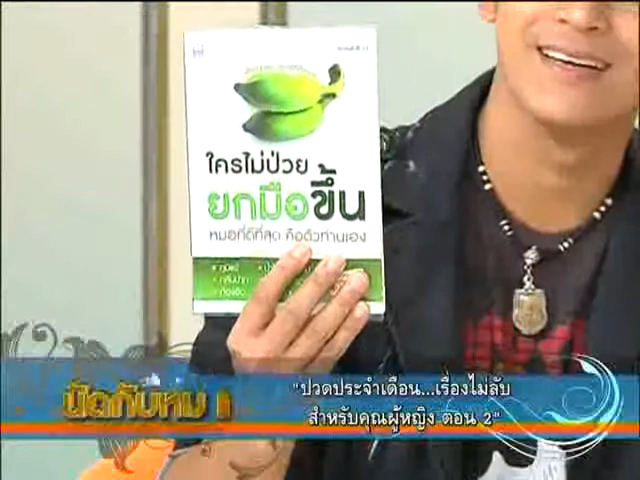 ใครไม่ป่วย
ยกมือขึ้น
หมอที่ดีที่สุด คือตัวท่านเอง
นัดกับหมอ
"ปวดประจำเดือน...เรื่องไม่ลับ
สำหรับคุณผู้หญิง ตอน 2"